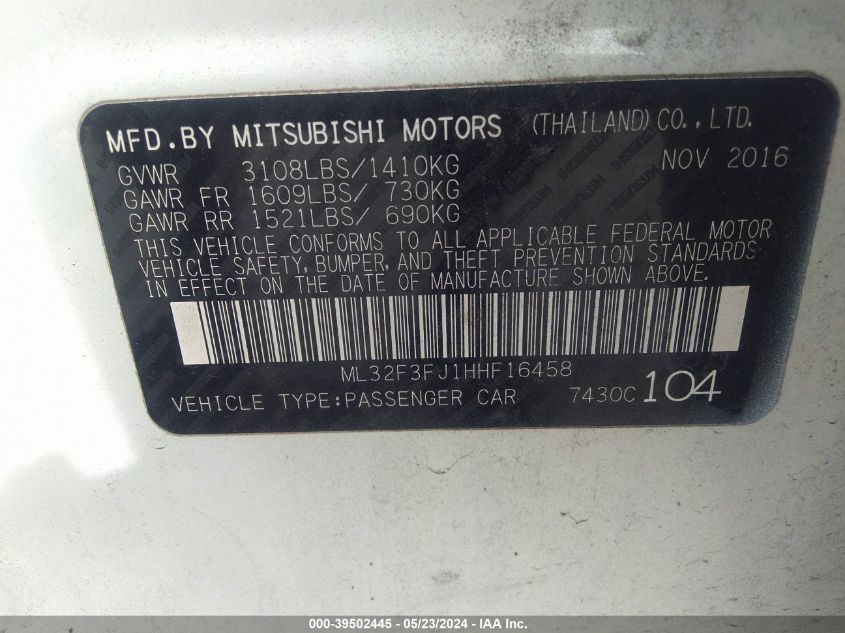 MFD.BY MITSUBISHI MOTORS (THAILAND) CO., LTD.
GVWR 3108LBS/1410KG NOV 2016
GAWR FR 1609LBS/ 730KG
GAWR RR 1521LBS/ 690KG
THIS VEHICLE CONFORMS TO ALL APPLICABLE FEDERAL MOTOR
VEHICLE SAFETY, BUMPER, AND THEFT PREVENTION STANDARDS
IN EFFECT ON THE DATE OF MANUFACTURE SHOWN ABOVE.
ML32F3FJ1HHF16458
VEHICLE TYPE:PASSENGER CAR 7430C 104
000-39502445 - 05/23/2024 - IAA Inc.